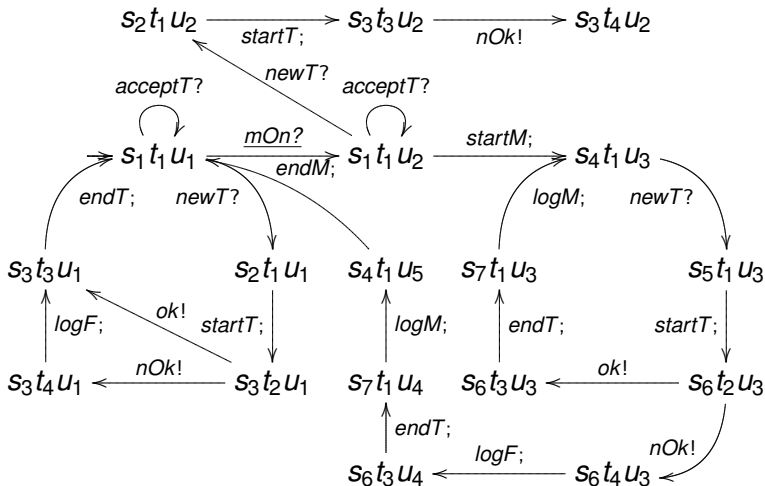 s2t1u2 s3t3u2 s3t4u2
startT; nOk!
newT?
acceptT? acceptT?
mOn? startM;
s1t1u1 s1t1u2 s4t1u3
endM;
endT; newT? logM; newT?
s3t3u1 s2t1u1 s4t1u5 s7t1u3 s5t1u3
ok!
logF; startT; logM; endT; startT;
nOk! ok!
s3t4u1 s3t2u1 s7t1u4 s6t3u3 s6t2u3
endT; nOk!
logF;
s6t3u4 s6t4u3